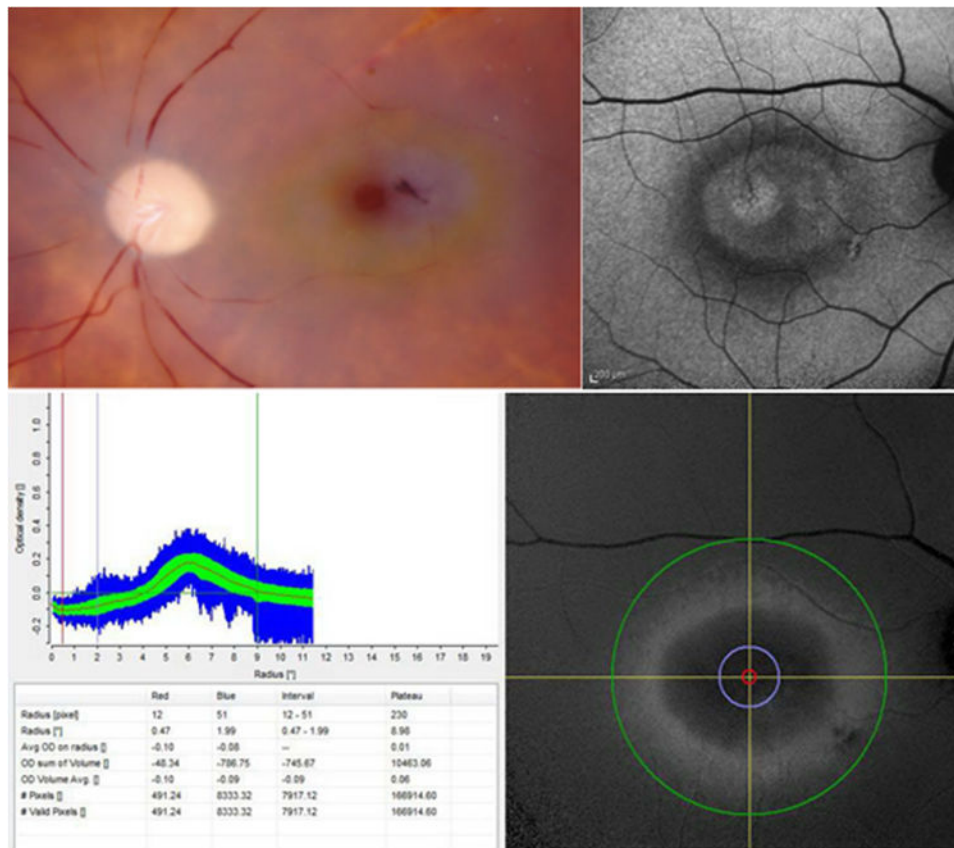 200 µm
Optical density []
1.0
0.8
0.6
0.4
0.2
0.0
-0.2
0 1 2 3 4 5 6 7 8 9 10 11 12 13 14 15 16 17 18 19
Radius [°]
Red Blue Interval Plateau
Radius [pixel] 12 51 12 - 51 230
Radius [°] 0.47 1.99 0.47 - 1.99 8.98
Avg OD on radius [] -0.10 -0.08 -- 0.01
OD sum of Volume [] -48.34 -786.75 -745.67 10463.06
OD Volume Avg. [] -0.10 -0.09 -0.09 0.06
# Pixels [] 491.24 8333.32 7917.12 166914.60
# Valid Pixels [] 491.24 8333.32 7917.12 166914.60